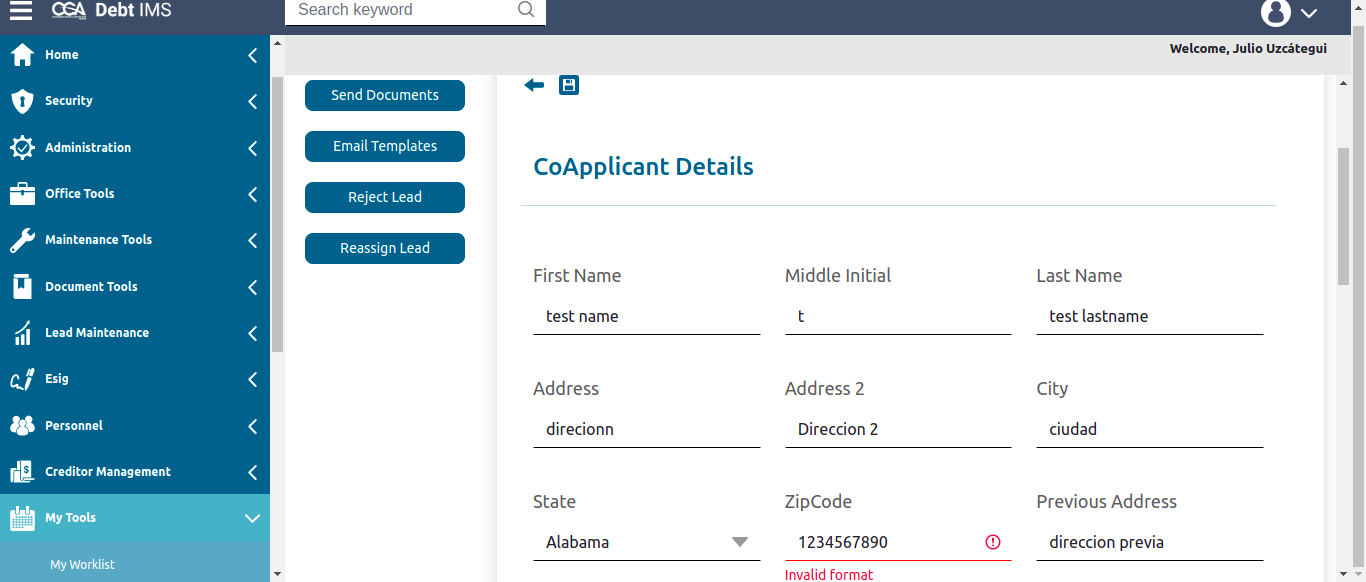 CGA Debt IMS
Search keyword
Welcome, Julio Uzcátegui
Home
Security
Administration
Office Tools
Maintenance Tools
Document Tools
Lead Maintenance
Esig
Personnel
Creditor Management
My Tools
My Worklist
Send Documents
Email Templates
Reject Lead
Reassign Lead
CoApplicant Details
First Name Middle Initial Last Name
test name t test lastname
Address Address 2 City
direcionn Direccion 2 ciudad
State ZipCode Previous Address
Alabama 1234567890 direccion previa
Invalid format